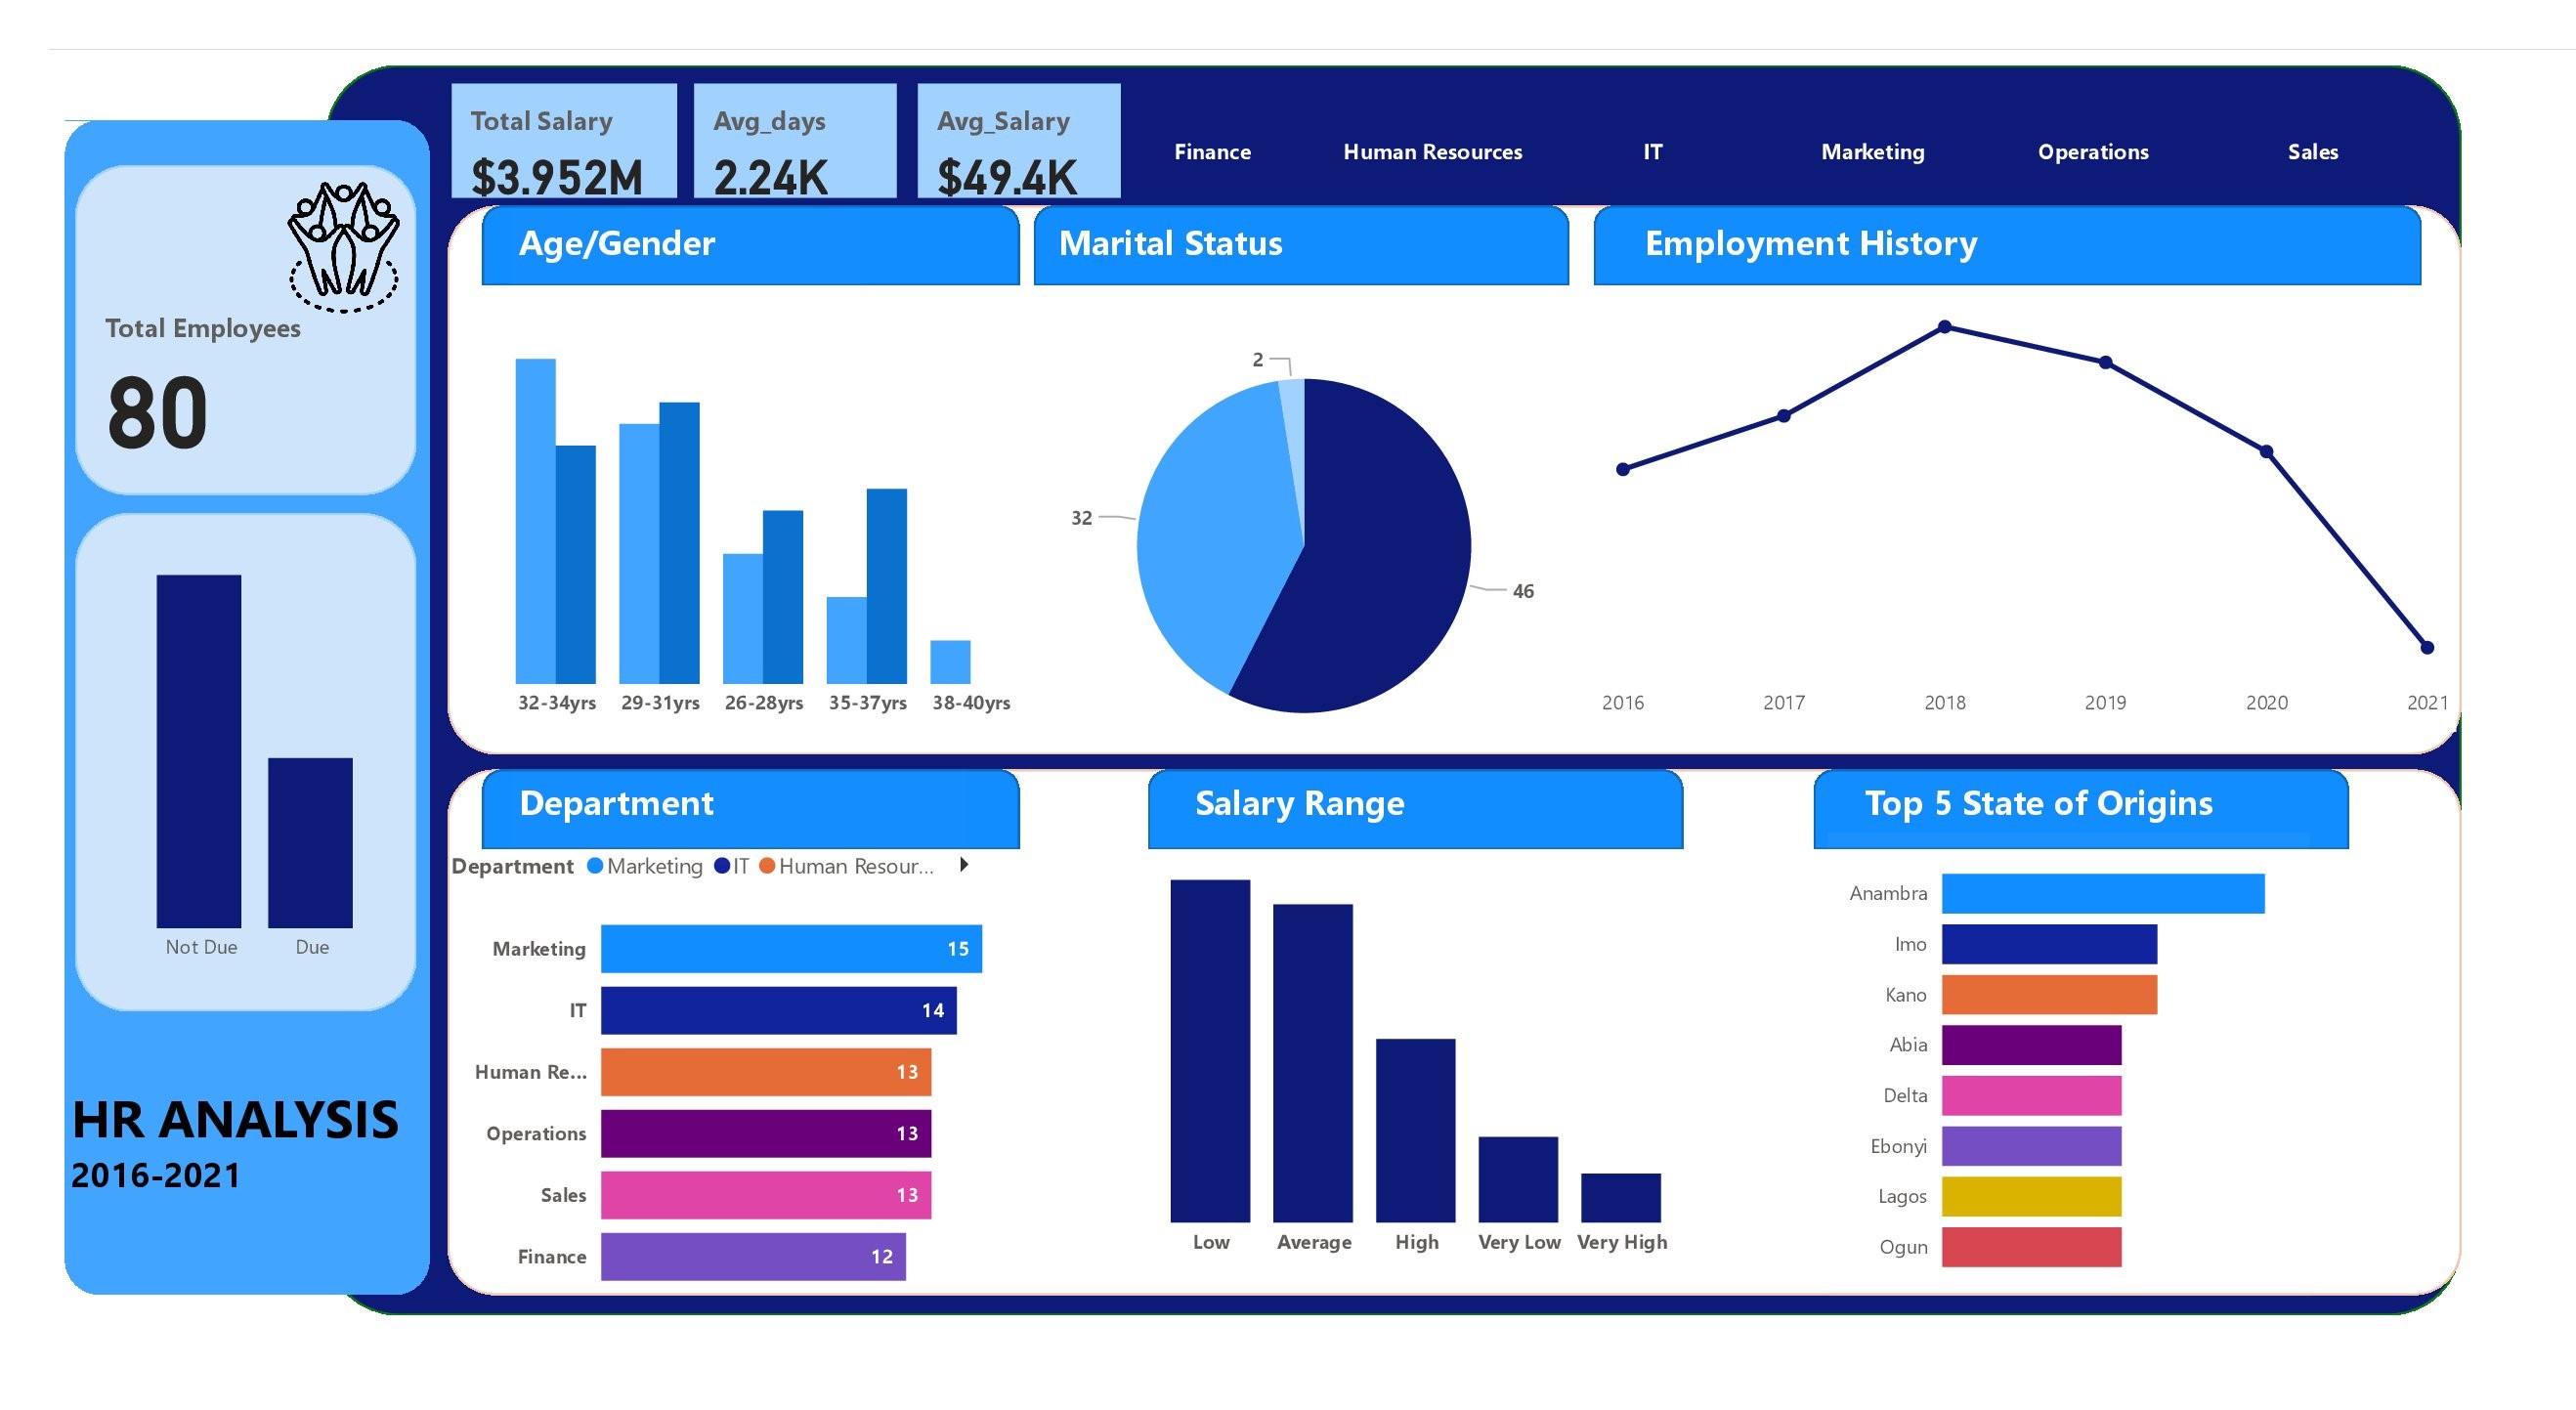 Total Salary
$3.952M
Avg_days
2.24K
Avg_Salary
$49.4K
Finance
Human Resources
IT
Marketing
Operations
Sales
Total Employees
80
Not Due
Due
HR ANALYSIS
2016-2021
Age/Gender
32-34yrs
29-31yrs
26-28yrs
35-37yrs
38-40yrs
Marital Status
2
32
46
Employment History
2016
2017
2018
2019
2020
2021
Department
Department Marketing IT Human Resour...
Marketing 15
IT 14
Human Re... 13
Operations 13
Sales 13
Finance 12
Salary Range
Low
Average
High
Very Low
Very High
Top 5 State of Origins
Anambra
Imo
Kano
Abia
Delta
Ebonyi
Lagos
Ogun